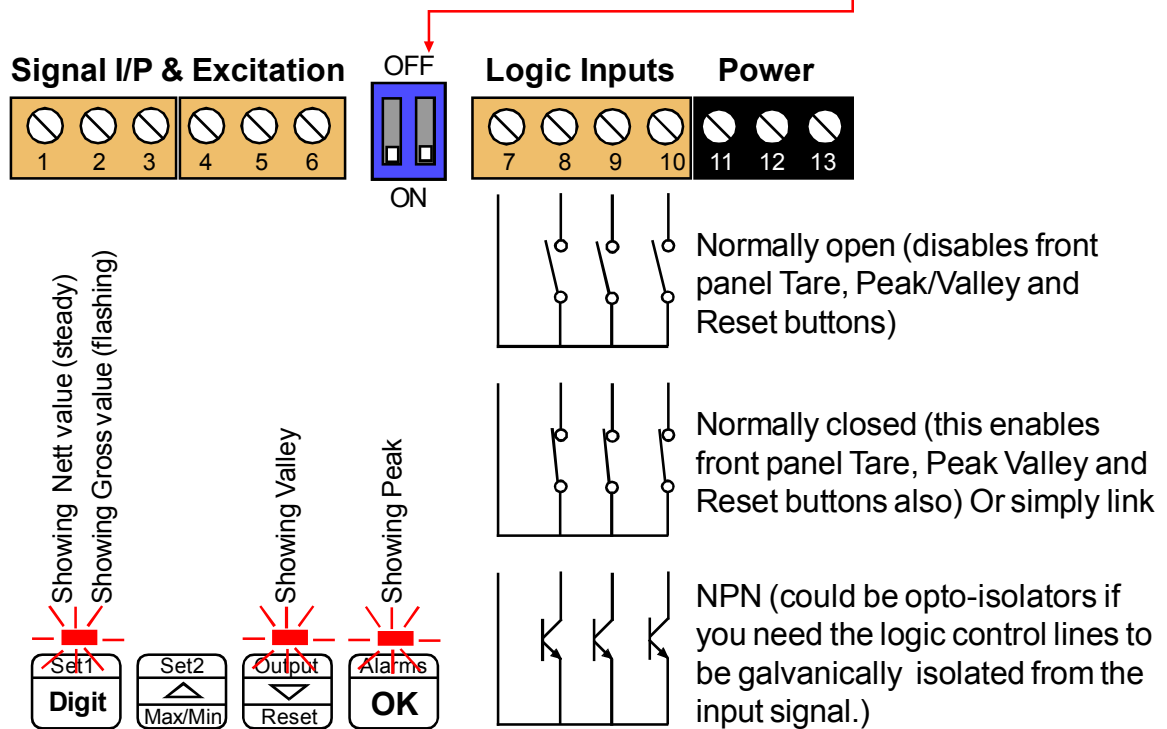 Signal I/P & Excitation
OFF
Logic Inputs
Power
1 2 3 4 5 6
7 8 9 10 11 12 13
ON
Normally open (disables front
panel Tare, Peak/Valley and
Reset buttons)
Showing Nett value (steady)
Showing Gross value (flashing)
Showing Valley
Showing Peak
Normally closed (this enables
front panel Tare, Peak Valley and
Reset buttons also) Or simply link
NPN (could be opto-isolators if
you need the logic control lines to
be galvanically isolated from the
input signal.)
Set1
Digit
Set2
Max/Min
Output
Reset
Alarms
OK